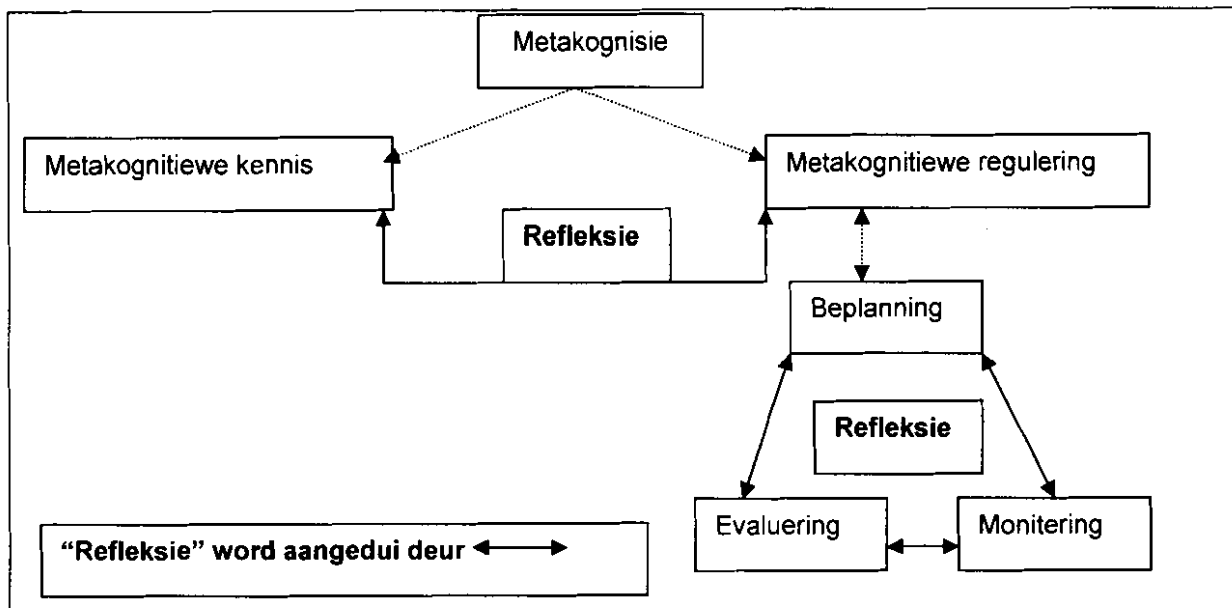 Metakognisie
Metakognitiewe kennis
Metakognitiewe regulering
Refleksie
Beplanning
Refleksie
Evaluering
Monitering
“Refleksie” word aangedui deur